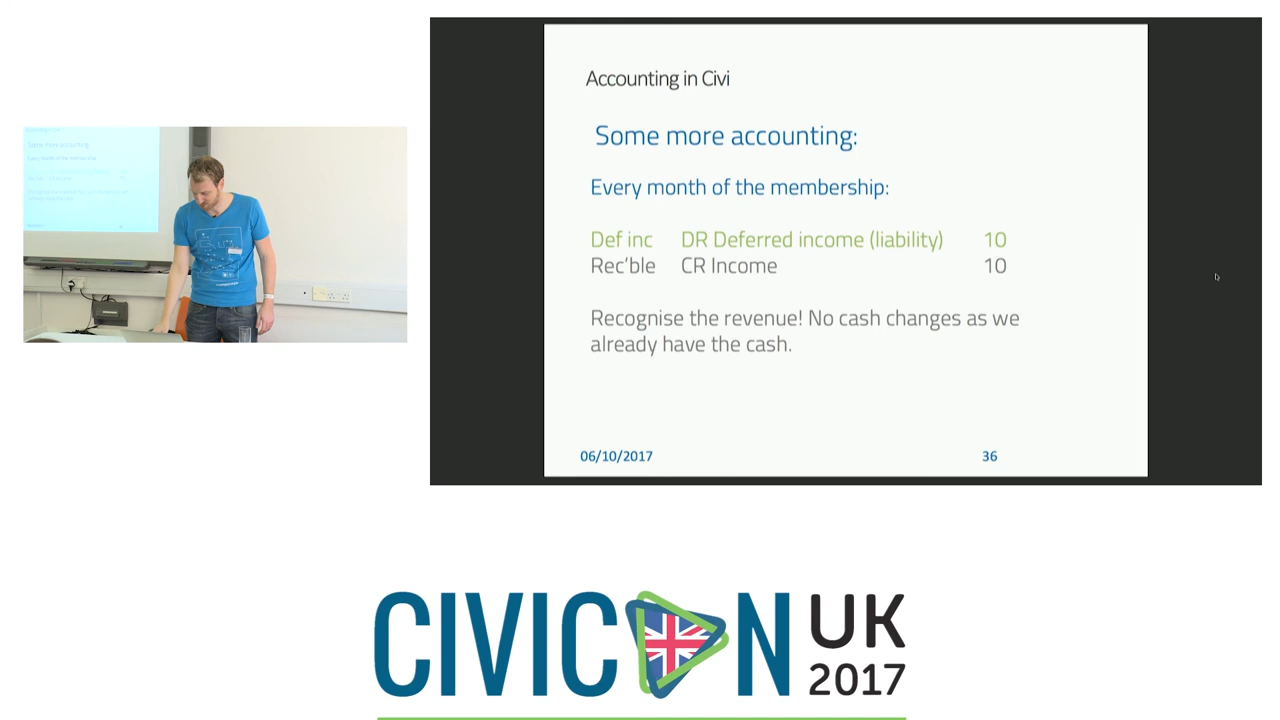 Accounting in Civi
Some more accounting:
Every month of the membership:
Def inc DR Deferred income (liability) 10
Rec'ble CR Income 10
Recognise the revenue! No cash changes as we
already have the cash.
06/10/2017 36
CIVICON UK
2017